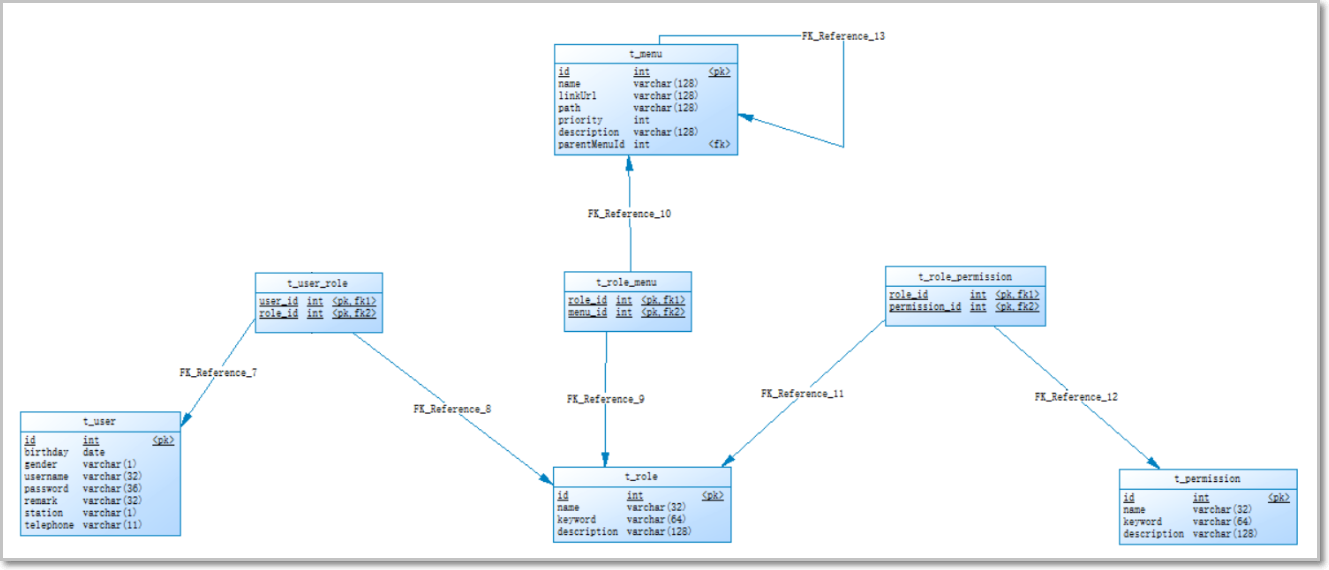 FK_Reference_13
t_menu
id int <pk>
name varchar(128)
linkUrl varchar(128)
path varchar(128)
priority int
description varchar(128)
parentMenuId int <fk>
FK_Reference_10
t_user_role
user_id int <pk,fk1>
role_id int <pk,fk2>
t_role_menu
role_id int <pk,fk1>
menu_id int <pk,fk2>
t_role_permission
role_id int <pk,fk1>
permission_id int <pk,fk2>
FK_Reference_7
FK_Reference_8
FK_Reference_9
FK_Reference_11
FK_Reference_12
t_user
id int <pk>
birthday date
gender varchar(1)
username varchar(32)
password varchar(36)
remark varchar(32)
station varchar(1)
telephone varchar(11)
t_role
id int <pk>
name varchar(32)
keyword varchar(64)
description varchar(128)
t_permission
id int <pk>
name varchar(32)
keyword varchar(64)
description varchar(128)